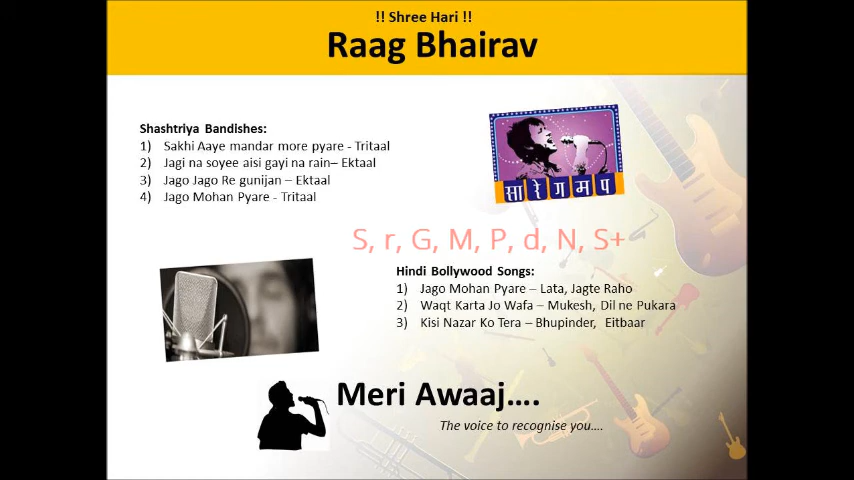 !! Shree Hari !!
Raag Bhairav
Shashtriya Bandishes:
1) Sakhi Aaye mandar more pyare - Tritaal
2) Jagi na soyee aisi gayi na rain– Ektaal
3) Jago Jago Re gunijan – Ektaal
4) Jago Mohan Pyare - Tritaal
सा रे ग म प
S, r, G, M, P, d, N, S+
Hindi Bollywood Songs:
1) Jago Mohan Pyare – Lata, Jagte Raho
2) Waqt Karta Jo Wafa – Mukesh, Dil ne Pukara
3) Kisi Nazar Ko Tera – Bhupinder, Eitbaar
Meri Awaaj....
The voice to recognise you....